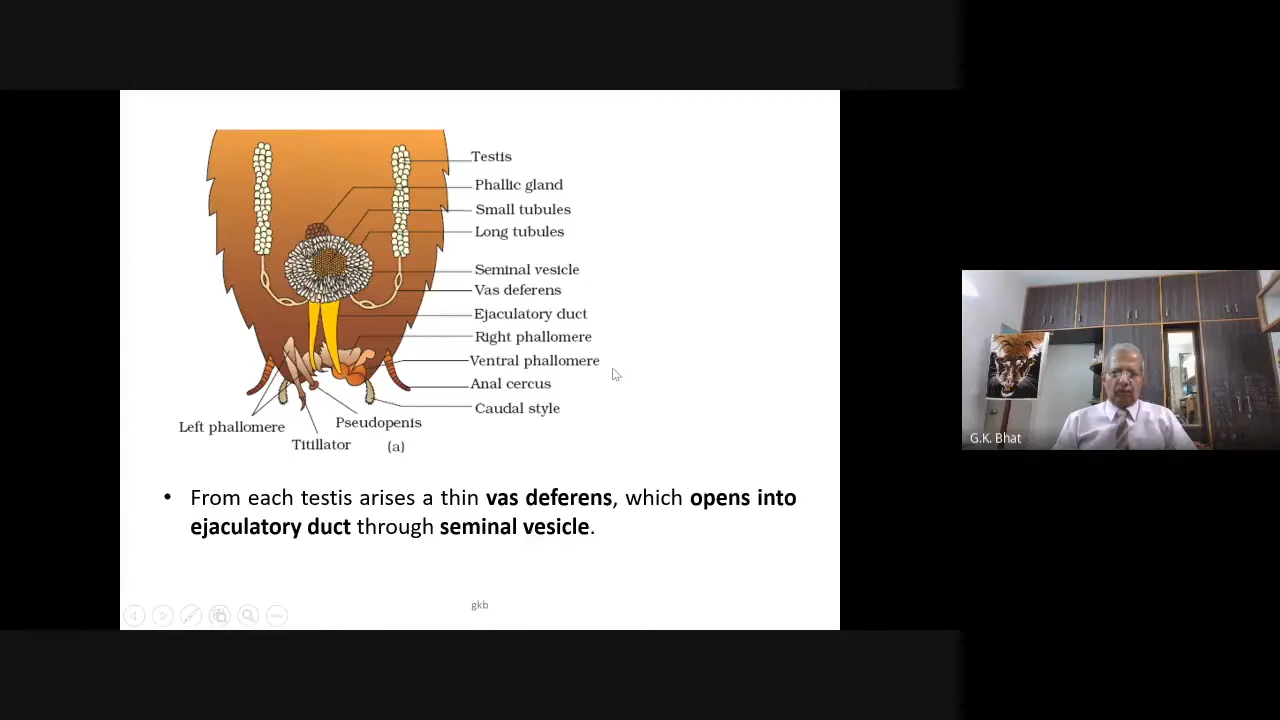 Testis
Phallic gland
Small tubules
Long tubules
Seminal vesicle
Vas deferens
Ejaculatory duct
Right phallomere
Ventral phallomere
Anal cercus
Caudal style
Left phallomere
Pseudopenis
Titillator
(a)
• From each testis arises a thin vas deferens, which opens into
ejaculatory duct through seminal vesicle.
gkb
G.K. Bhat